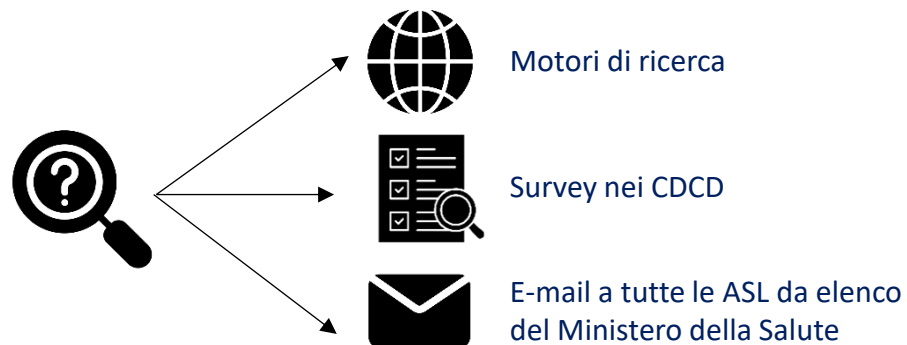 Motori di ricerca
Survey nei CDCD
E-mail a tutte le ASL da elenco
del Ministero della Salute